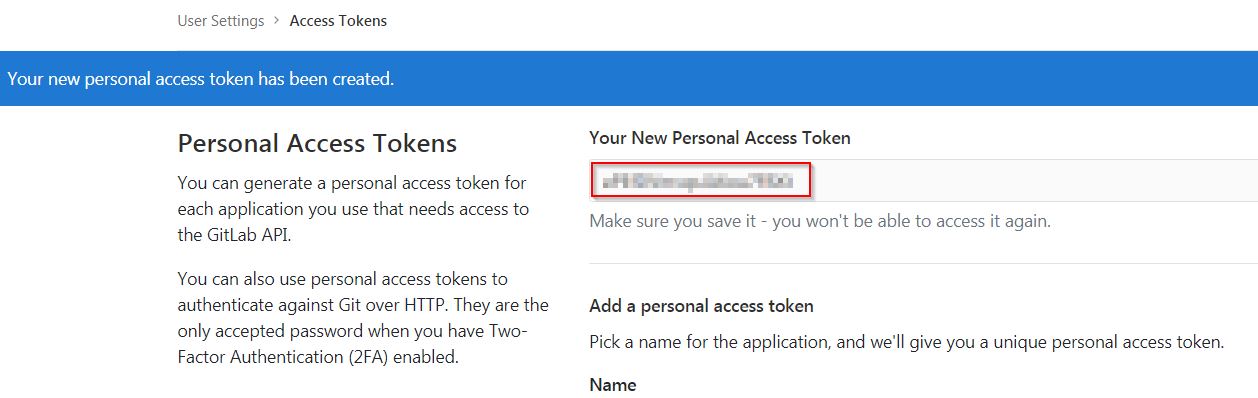 User Settings > Access Tokens
Your new personal access token has been created.
Personal Access Tokens
You can generate a personal access token for
each application you use that needs access to
the GitLab API.
You can also use personal access tokens to
authenticate against Git over HTTP. They are the
only accepted password when you have Two-
Factor Authentication (2FA) enabled.
Your New Personal Access Token
Make sure you save it - you won't be able to access it again.
Add a personal access token
Pick a name for the application, and we'll give you a unique personal access token.
Name